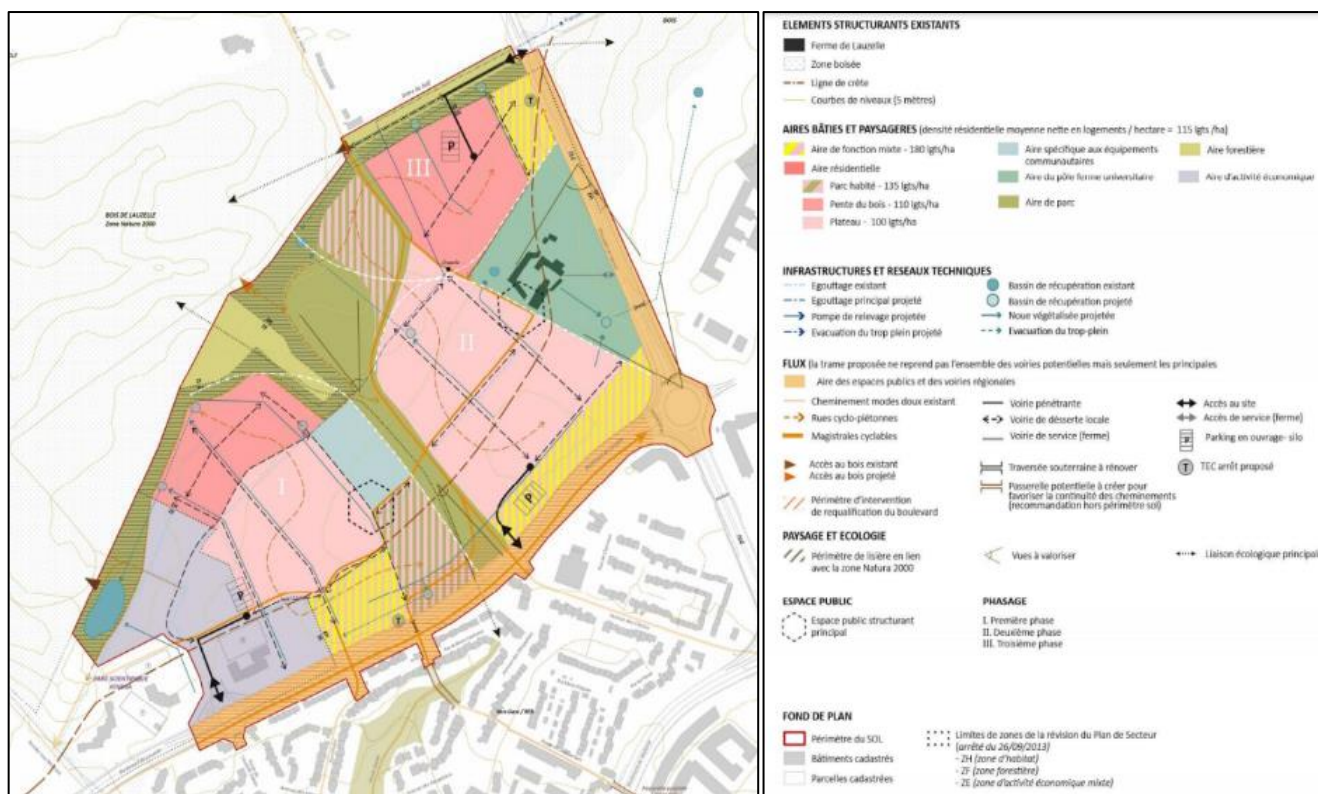 BOIS
BOIS DE LAUZELLE
Zone Natura 2000
III
II
I
P
P
P
T
T
ELEMENTS STRUCTURANTS EXISTANTS
Ferme de Lauzelle
Zone boisée
Ligne de crête
Courbes de niveaux (5 mètres)
AIRES BÂTIES ET PAYSAGERES (densité résidentielle moyenne nette en logements / hectare = 115 lgts /ha)
Aire de fonction mixte - 180 lgts/ha
Aire résidentielle
Parc habité - 135 lgts/ha
Pente du bois - 110 lgts/ha
Plateau - 100 lgts/ha
Aire spécifique aux équipements
communautaires
Aire du pôle ferme universitaire
Aire de parc
Aire forestière
Aire d'activité économique
INFRASTRUCTURES ET RESEAUX TECHNIQUES
Egouttage existant
Egouttage principal projeté
Pompe de relevage projetée
Evacuation du trop plein projeté
Bassin de récupération existant
Bassin de récupération projeté
Noue végétalisée projetée
Evacuation du trop-plein
FLUX (la trame proposée ne reprend pas l'ensemble des voiries potentielles mais seulement les principales
Aire des espaces publics et des voiries régionales
Cheminement modes doux existant
Rues cyclo-piétonnes
Magistrales cyclables
Accès au bois existant
Accès au bois projeté
Périmètre d'intervention
de requalification du boulevard
Voirie pénétrante
Voirie de désserte locale
Voirie de service (ferme)
Traversée souterraine à rénover
Passerelle potentielle à créer pour
favoriser la continuité des cheminements
(recommandation hors périmètre sol)
Accès au site
Accès de service (ferme)
P Parking en ouvrage- silo
T TEC arrêt proposé
PAYSAGE ET ECOLOGIE
Périmètre de lisière en lien
avec la zone Natura 2000
Vues à valoriser
Liaison écologique principal
ESPACE PUBLIC
Espace public structurant
principal
PHASAGE
I. Première phase
II. Deuxième phase
III. Troisième phase
FOND DE PLAN
Périmètre du SOL
Bâtiments cadastrés
Parcelles cadastrées
Limites de zones de la révision du Plan de Secteur
(arrêté du 26/09/2013)
- ZH (zone d'habitat)
- ZF (zone forestière)
- ZE (zone d'activité économique mixte)